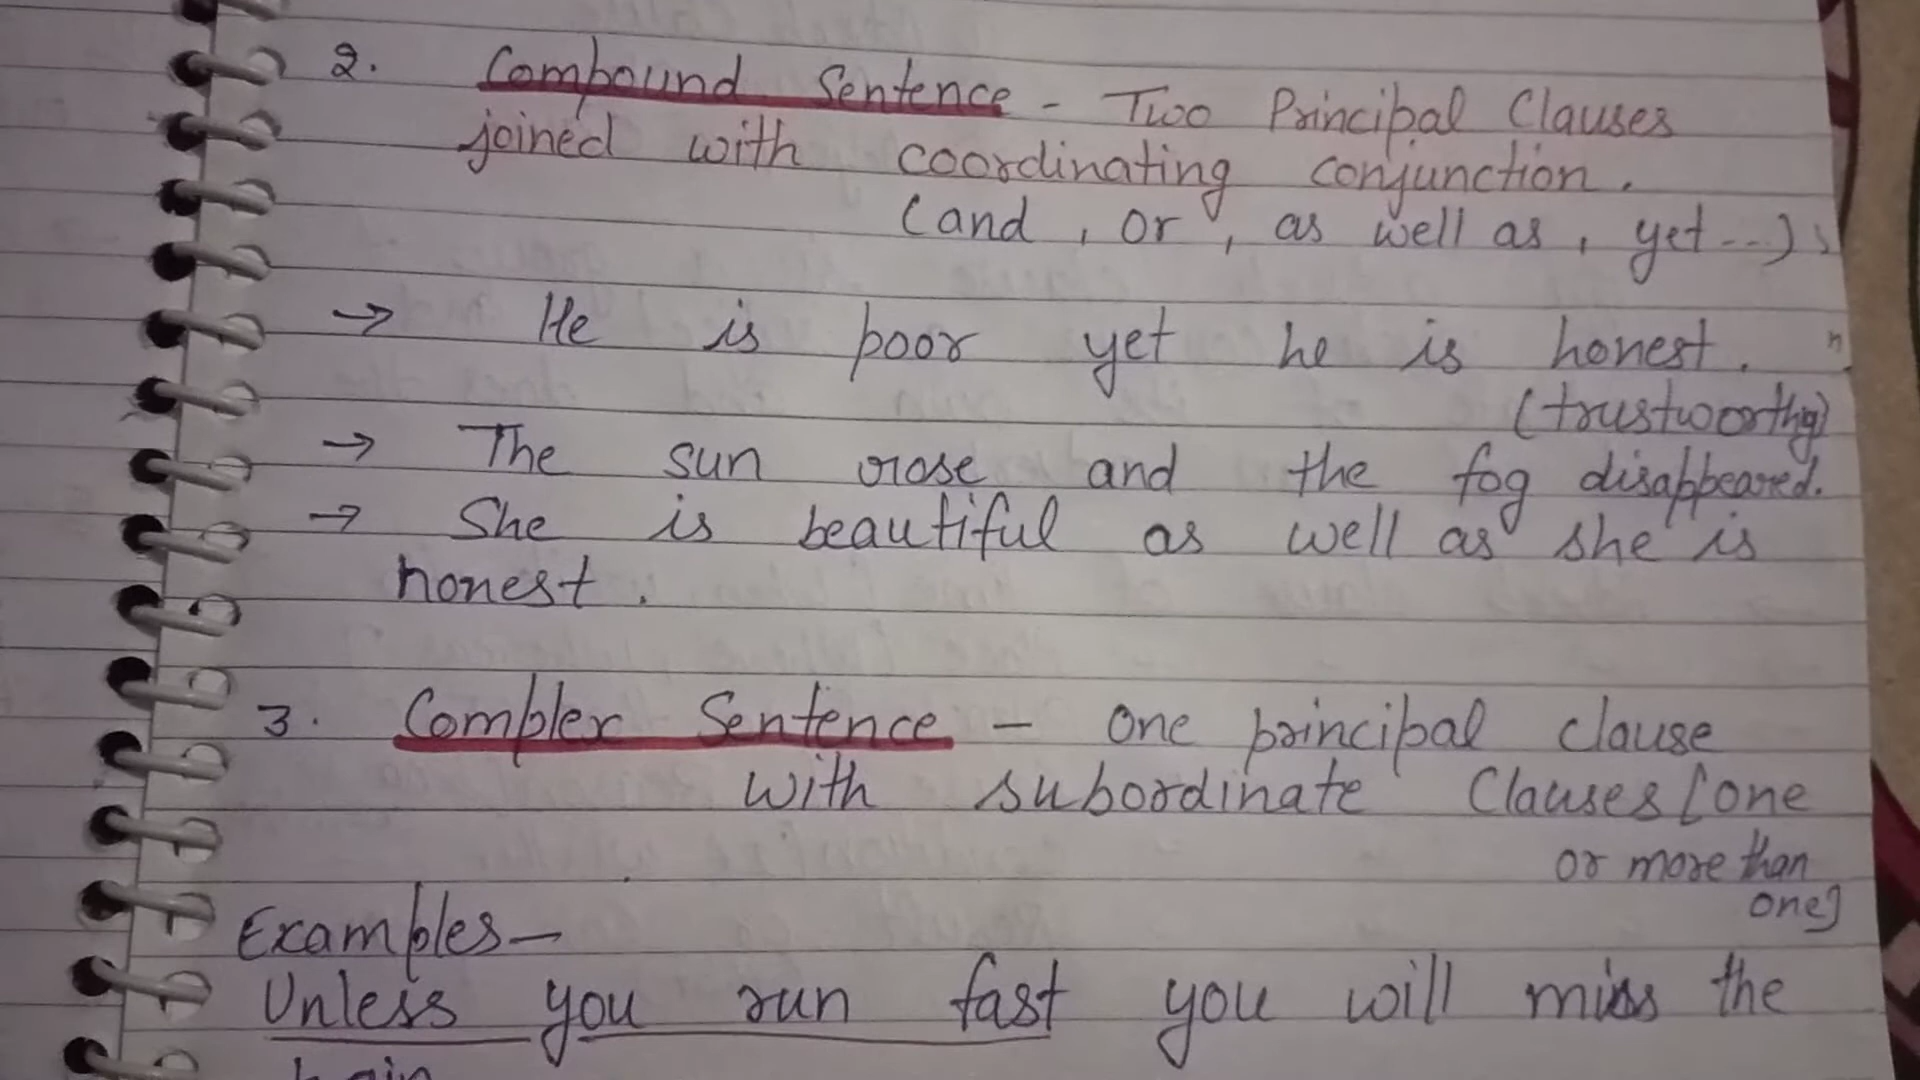 2. Compound Sentence - Two Principal Clauses
joined with coordinating conjunction.
(and, or, as well as, yet--)
→ He is poor yet he is honest.
(trustworthy)
→ The sun rose and the fog disappeared.
→ She is beautiful as well as she is
honest.
3. Complex Sentence - One principal clause
with subordinate Clauses [one
or more than
one]
Examples-
Unless you run fast you will miss the